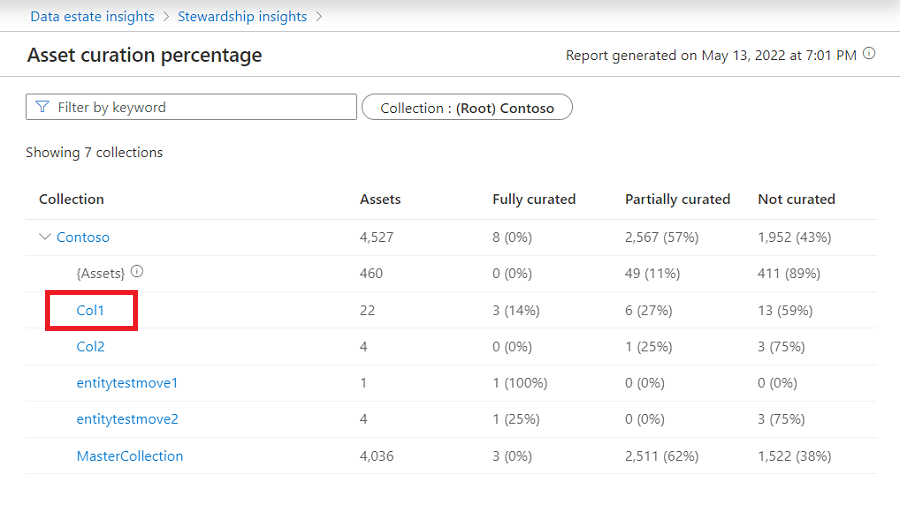 Data estate insights > Stewardship insights >
Asset curation percentage Report generated on May 13, 2022 at 7:01 PM
Filter by keyword Collection : (Root) Contoso
Showing 7 collections
Collection Assets Fully curated Partially curated Not curated
Contoso 4,527 8 (0%) 2,567 (57%) 1,952 (43%)
{Assets} 460 0 (0%) 49 (11%) 411 (89%)
Col1 22 3 (14%) 6 (27%) 13 (59%)
Col2 4 0 (0%) 1 (25%) 3 (75%)
entitytestmove1 1 1 (100%) 0 (0%) 0 (0%)
entitytestmove2 4 1 (25%) 0 (0%) 3 (75%)
MasterCollection 4,036 3 (0%) 2,511 (62%) 1,522 (38%)